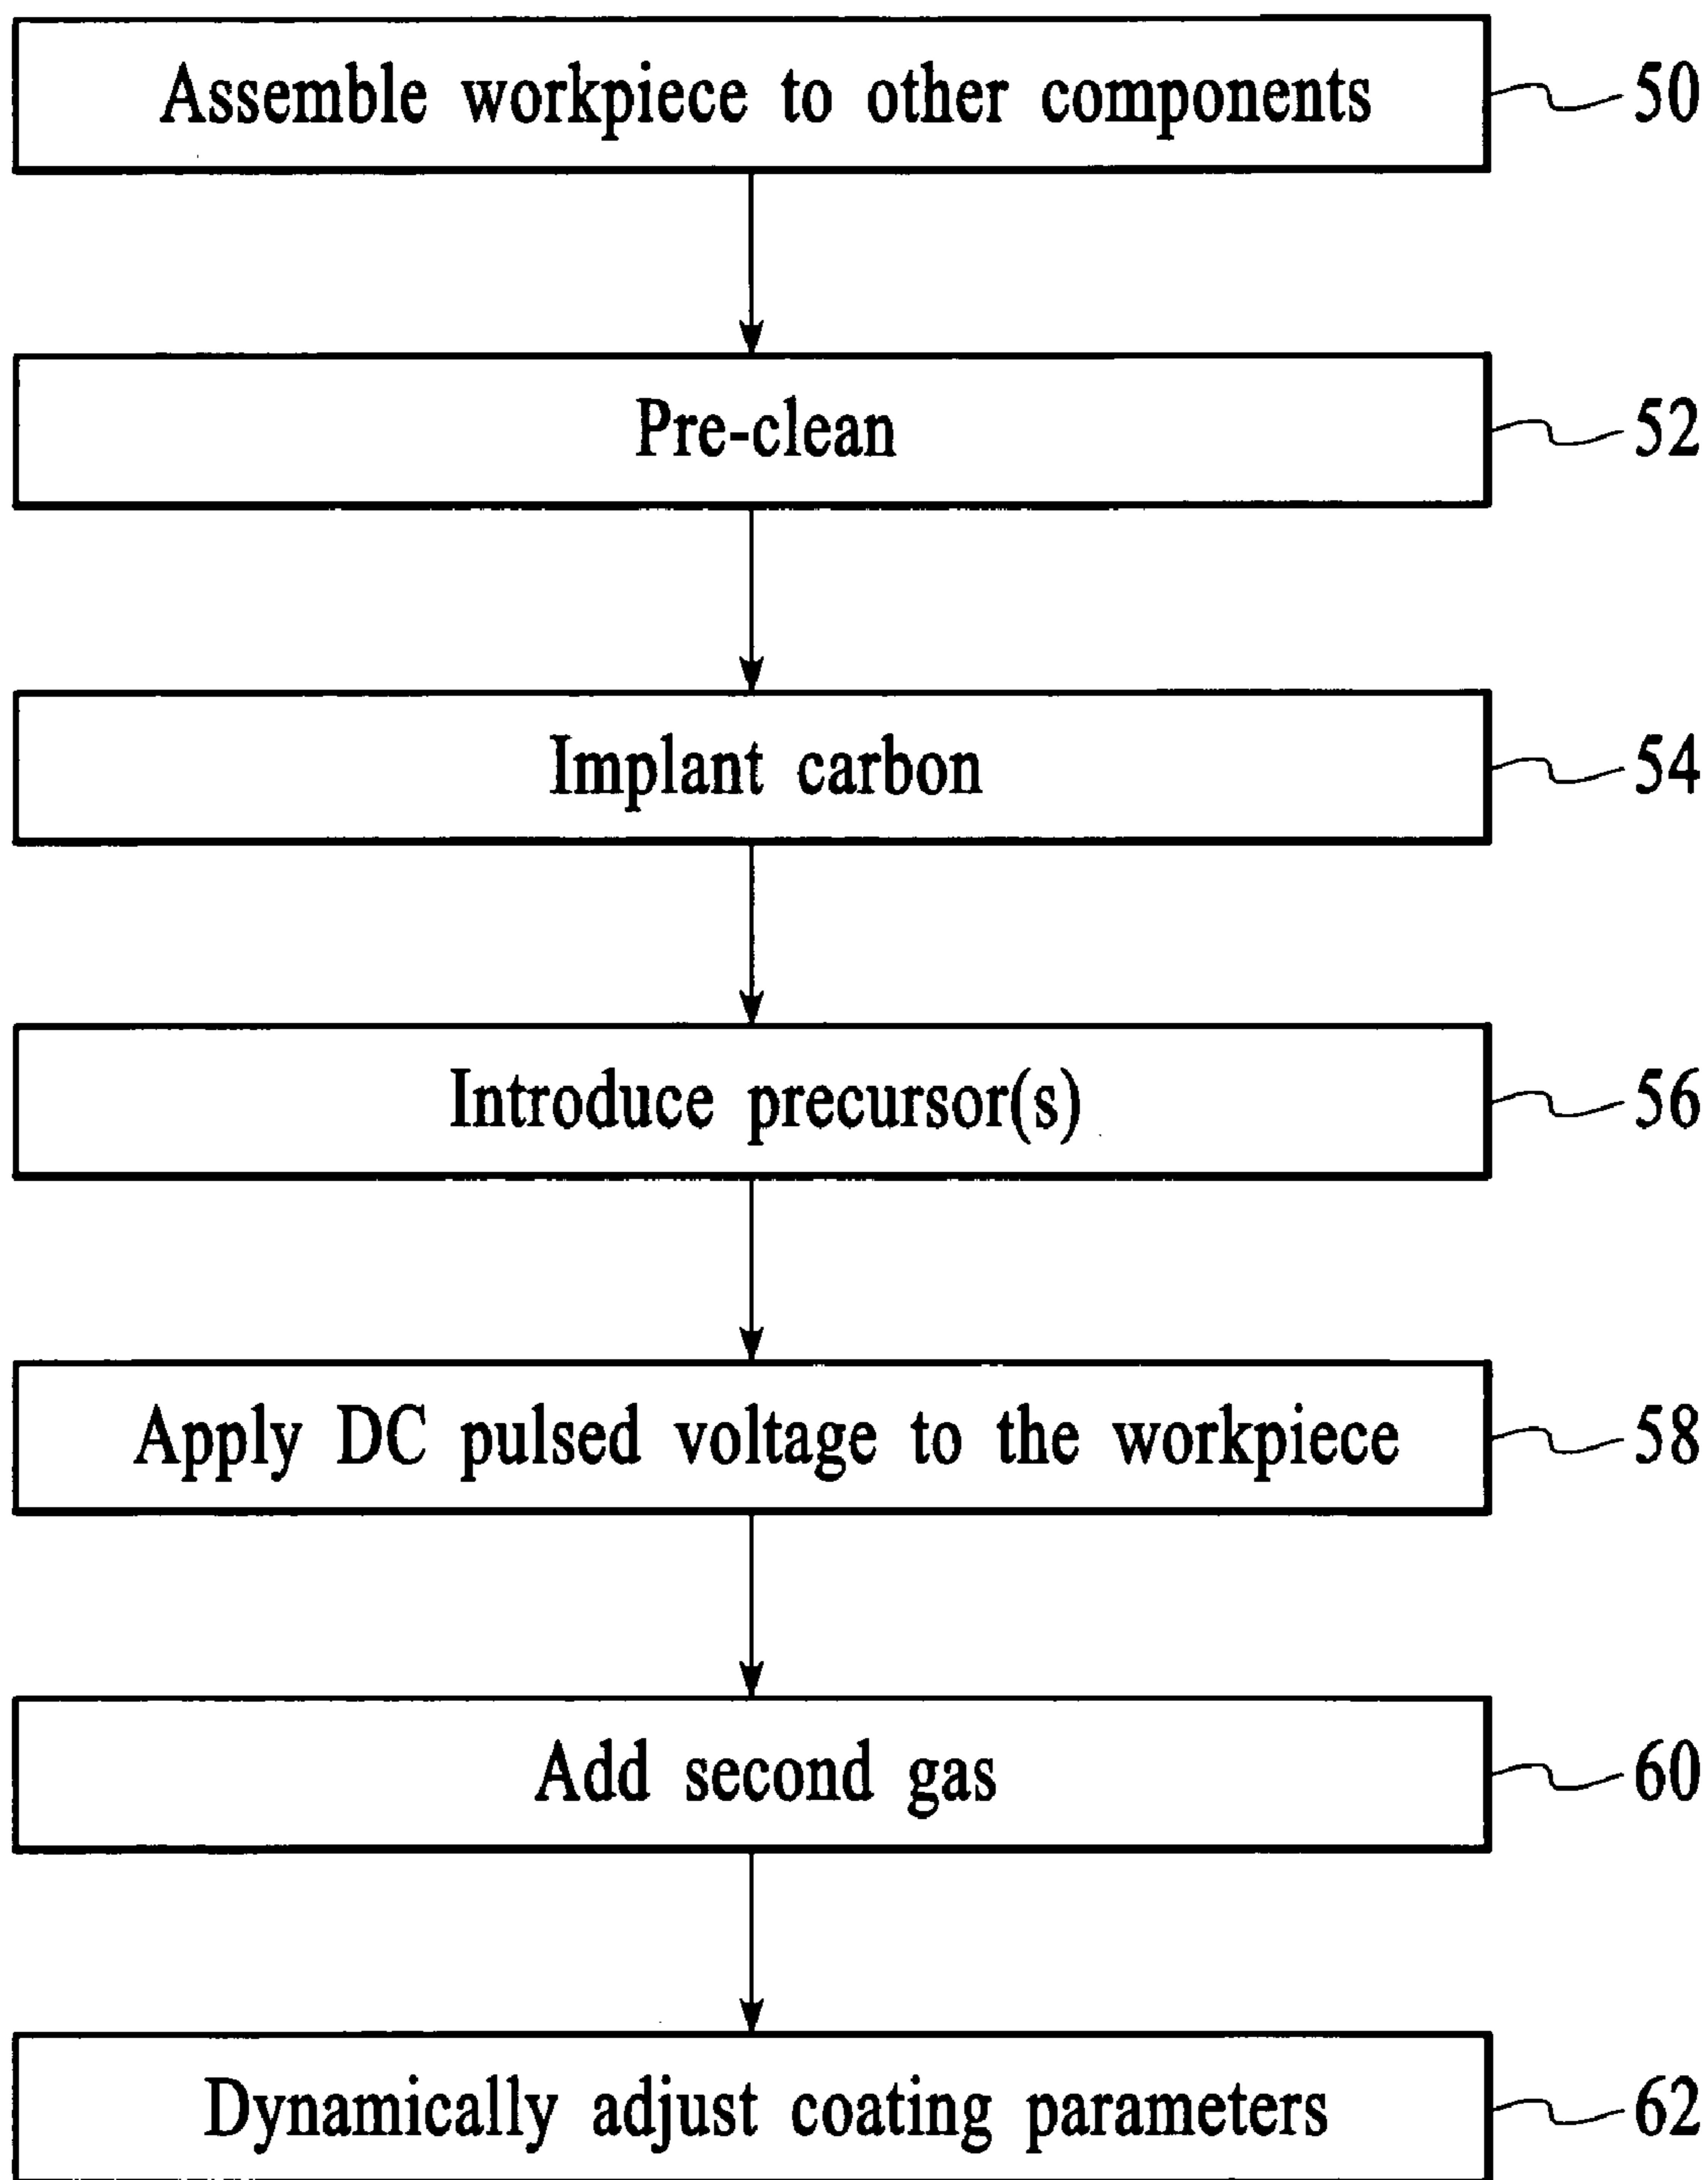 Assemble workpiece to other components 50
Pre-clean 52
Implant carbon 54
Introduce precursor(s) 56
Apply DC pulsed voltage to the workpiece 58
Add second gas 60
Dynamically adjust coating parameters 62